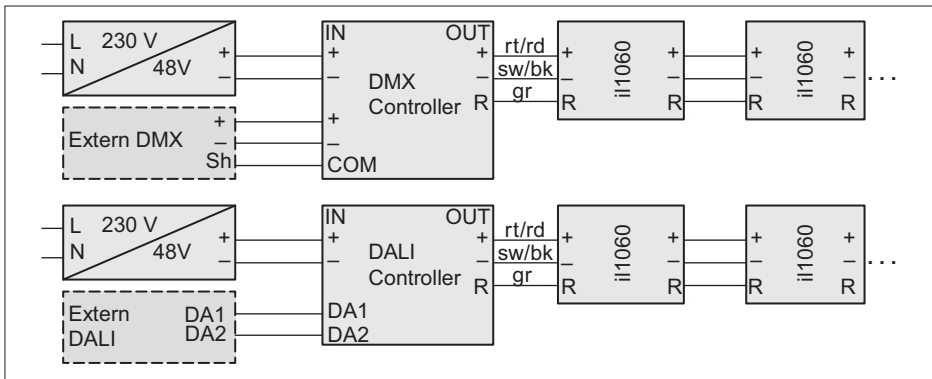 L 230 V
N 48V
+
–
IN OUT
+
–
DMX
Controller
+
–
COM
+
–
R
rt/rd
sw/bk
gr
+
–
R
il1060
+
–
R
il1060
+
–
R
...
Extern DMX
+
–
Sh
L 230 V
N 48V
+
–
IN OUT
+
–
DALI
Controller
DA1
DA2
+
–
R
rt/rd
sw/bk
gr
+
–
R
il1060
+
–
R
il1060
+
–
R
...
Extern DA1
DALI DA2